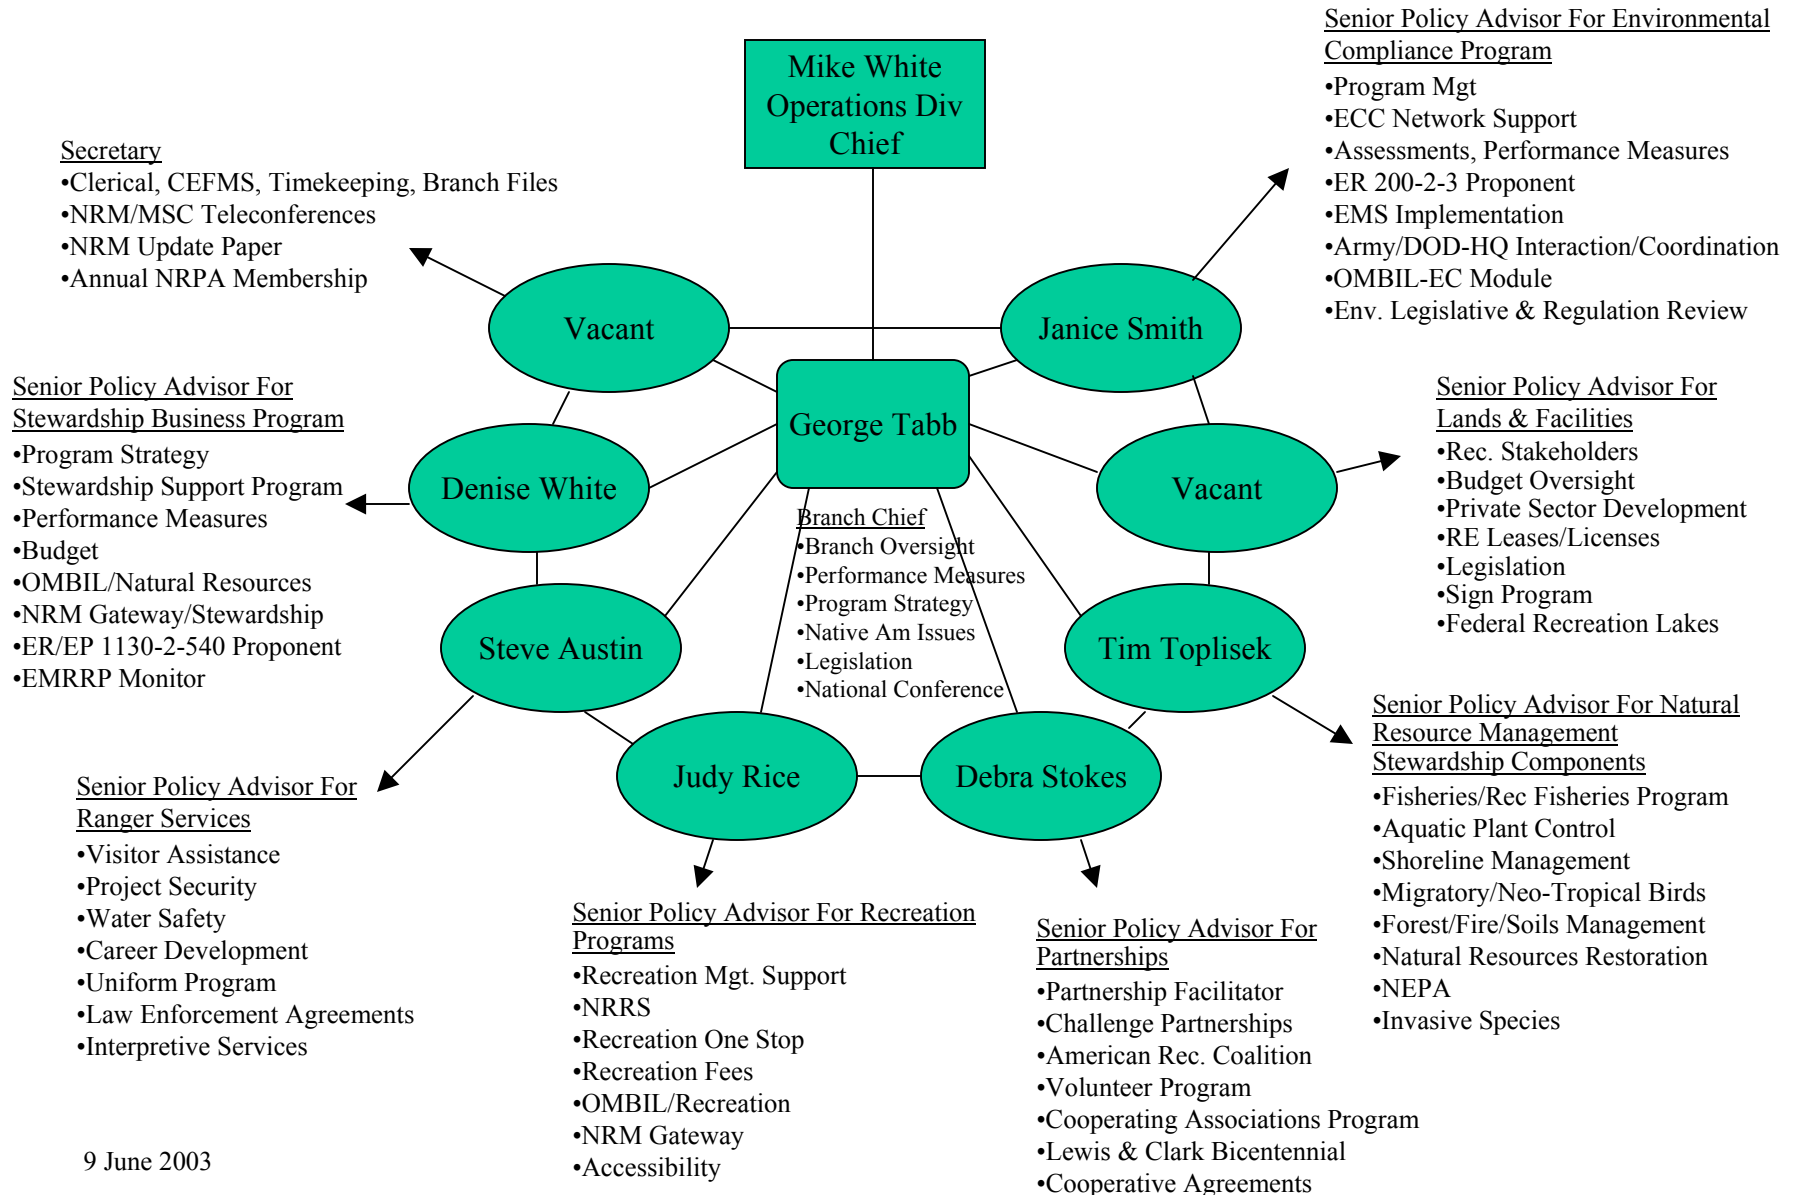 Mike White
Operations Div
Chief
Senior Policy Advisor For Environmental
Compliance Program
•Program Mgt
•ECC Network Support
•Assessments, Performance Measures
•ER 200-2-3 Proponent
•EMS Implementation
•Army/DOD-HQ Interaction/Coordination
•OMBIL-EC Module
•Env. Legislative & Regulation Review
Secretary
•Clerical, CEFMS, Timekeeping, Branch Files
•NRM/MSC Teleconferences
•NRM Update Paper
•Annual NRPA Membership
Vacant
Janice Smith
Senior Policy Advisor For
Stewardship Business Program
•Program Strategy
•Stewardship Support Program
•Performance Measures
•Budget
•OMBIL/Natural Resources
•NRM Gateway/Stewardship
•ER/EP 1130-2-540 Proponent
•EMRRP Monitor
Denise White
George Tabb
Vacant
Senior Policy Advisor For
Lands & Facilities
•Rec. Stakeholders
•Budget Oversight
•Private Sector Development
•RE Leases/Licenses
•Legislation
•Sign Program
•Federal Recreation Lakes
Branch Chief
•Branch Oversight
•Performance Measures
•Program Strategy
•Native Am Issues
•Legislation
•National Conference
Steve Austin
Tim Toplisek
Judy Rice
Debra Stokes
Senior Policy Advisor For Natural
Resource Management
Stewardship Components
•Fisheries/Rec Fisheries Program
•Aquatic Plant Control
•Shoreline Management
•Migratory/Neo-Tropical Birds
•Forest/Fire/Soils Management
•Natural Resources Restoration
•NEPA
•Invasive Species
Senior Policy Advisor For
Ranger Services
•Visitor Assistance
•Project Security
•Water Safety
•Career Development
•Uniform Program
•Law Enforcement Agreements
•Interpretive Services
Senior Policy Advisor For Recreation
Programs
•Recreation Mgt. Support
•NRRS
•Recreation One Stop
•Recreation Fees
•OMBIL/Recreation
•NRM Gateway
•Accessibility
Senior Policy Advisor For
Partnerships
•Partnership Facilitator
•Challenge Partnerships
•American Rec. Coalition
•Volunteer Program
•Cooperating Associations Program
•Lewis & Clark Bicentennial
•Cooperative Agreements
9 June 2003